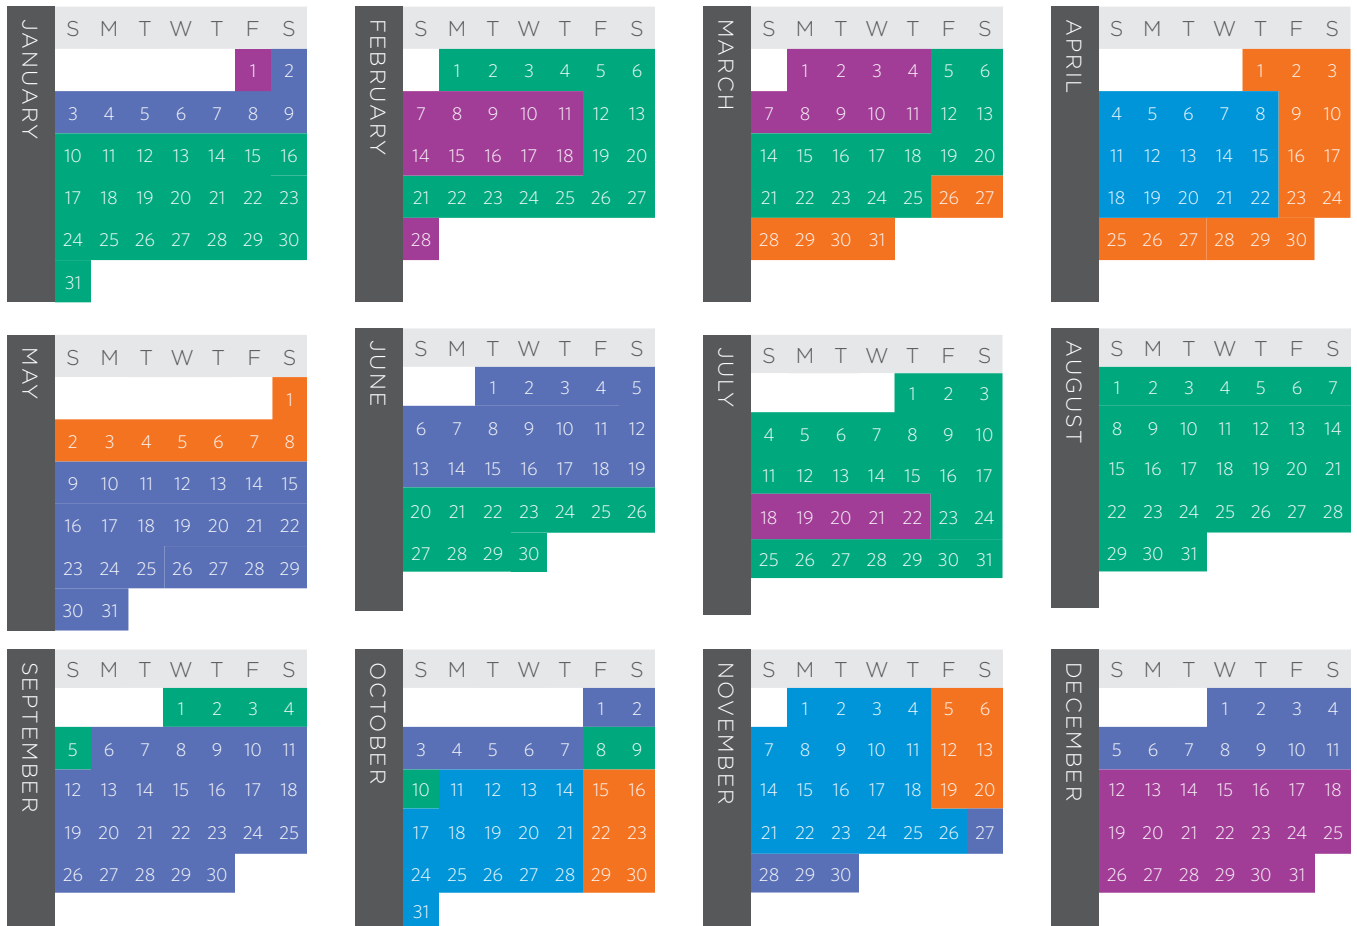 JANUARY
S M T W T F S
1 2
3 4 5 6 7 8 9
10 11 12 13 14 15 16
17 18 19 20 21 22 23
24 25 26 27 28 29 30
31
FEBRUARY
S M T W T F S
1 2 3 4 5 6
7 8 9 10 11 12 13
14 15 16 17 18 19 20
21 22 23 24 25 26 27
28
MARCH
S M T W T F S
1 2 3 4 5 6
7 8 9 10 11 12 13
14 15 16 17 18 19 20
21 22 23 24 25 26 27
28 29 30 31
APRIL
S M T W T F S
1 2 3
4 5 6 7 8 9 10
11 12 13 14 15 16 17
18 19 20 21 22 23 24
25 26 27 28 29 30
MAY
S M T W T F S
1
2 3 4 5 6 7 8
9 10 11 12 13 14 15
16 17 18 19 20 21 22
23 24 25 26 27 28 29
30 31
JUNE
S M T W T F S
1 2 3 4 5
6 7 8 9 10 11 12
13 14 15 16 17 18 19
20 21 22 23 24 25 26
27 28 29 30
JULY
S M T W T F S
1 2 3
4 5 6 7 8 9 10
11 12 13 14 15 16 17
18 19 20 21 22 23 24
25 26 27 28 29 30 31
AUGUST
S M T W T F S
1 2 3 4 5 6 7
8 9 10 11 12 13 14
15 16 17 18 19 20 21
22 23 24 25 26 27 28
29 30 31
SEPTEMBER
S M T W T F S
1 2 3 4
5 6 7 8 9 10 11
12 13 14 15 16 17 18
19 20 21 22 23 24 25
26 27 28 29 30
OCTOBER
S M T W T F S
1 2
3 4 5 6 7 8 9
10 11 12 13 14 15 16
17 18 19 20 21 22 23
24 25 26 27 28 29 30
31
NOVEMBER
S M T W T F S
1 2 3 4 5 6
7 8 9 10 11 12 13
14 15 16 17 18 19 20
21 22 23 24 25 26 27
28 29 30
DECEMBER
S M T W T F S
1 2 3 4
5 6 7 8 9 10 11
12 13 14 15 16 17 18
19 20 21 22 23 24 25
26 27 28 29 30 31